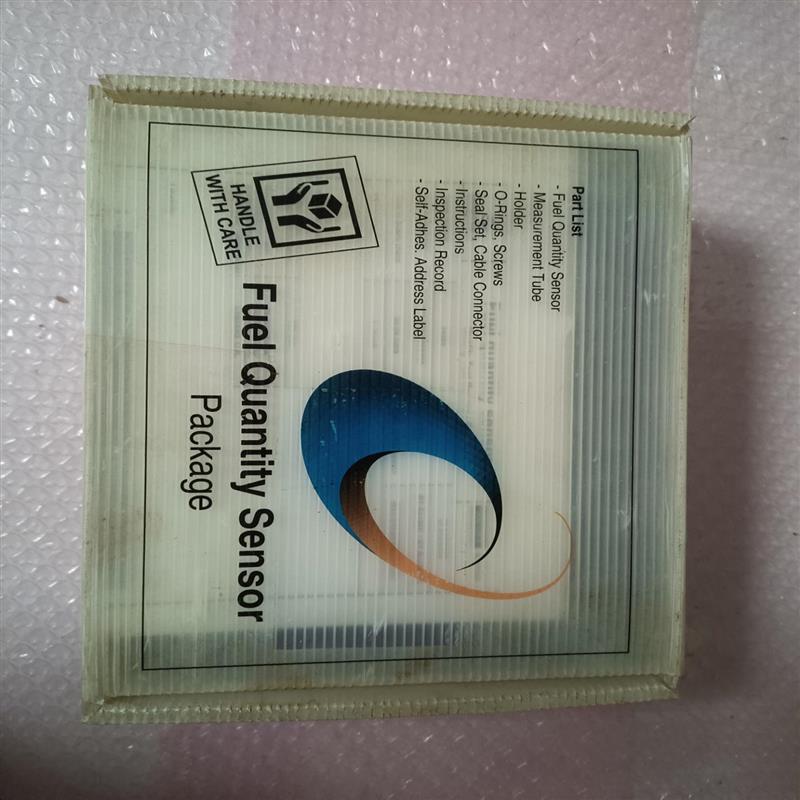 Part List
- Fuel Quantity Sensor
- Measurement Tube
- Holder
- O-Rings, Screws
- Seal Set, Cable Connector
- Instructions
- Inspection Record
- Self-Adhes. Address Label
HANDLE
WITH CARE
Fuel Quantity Sensor
Package